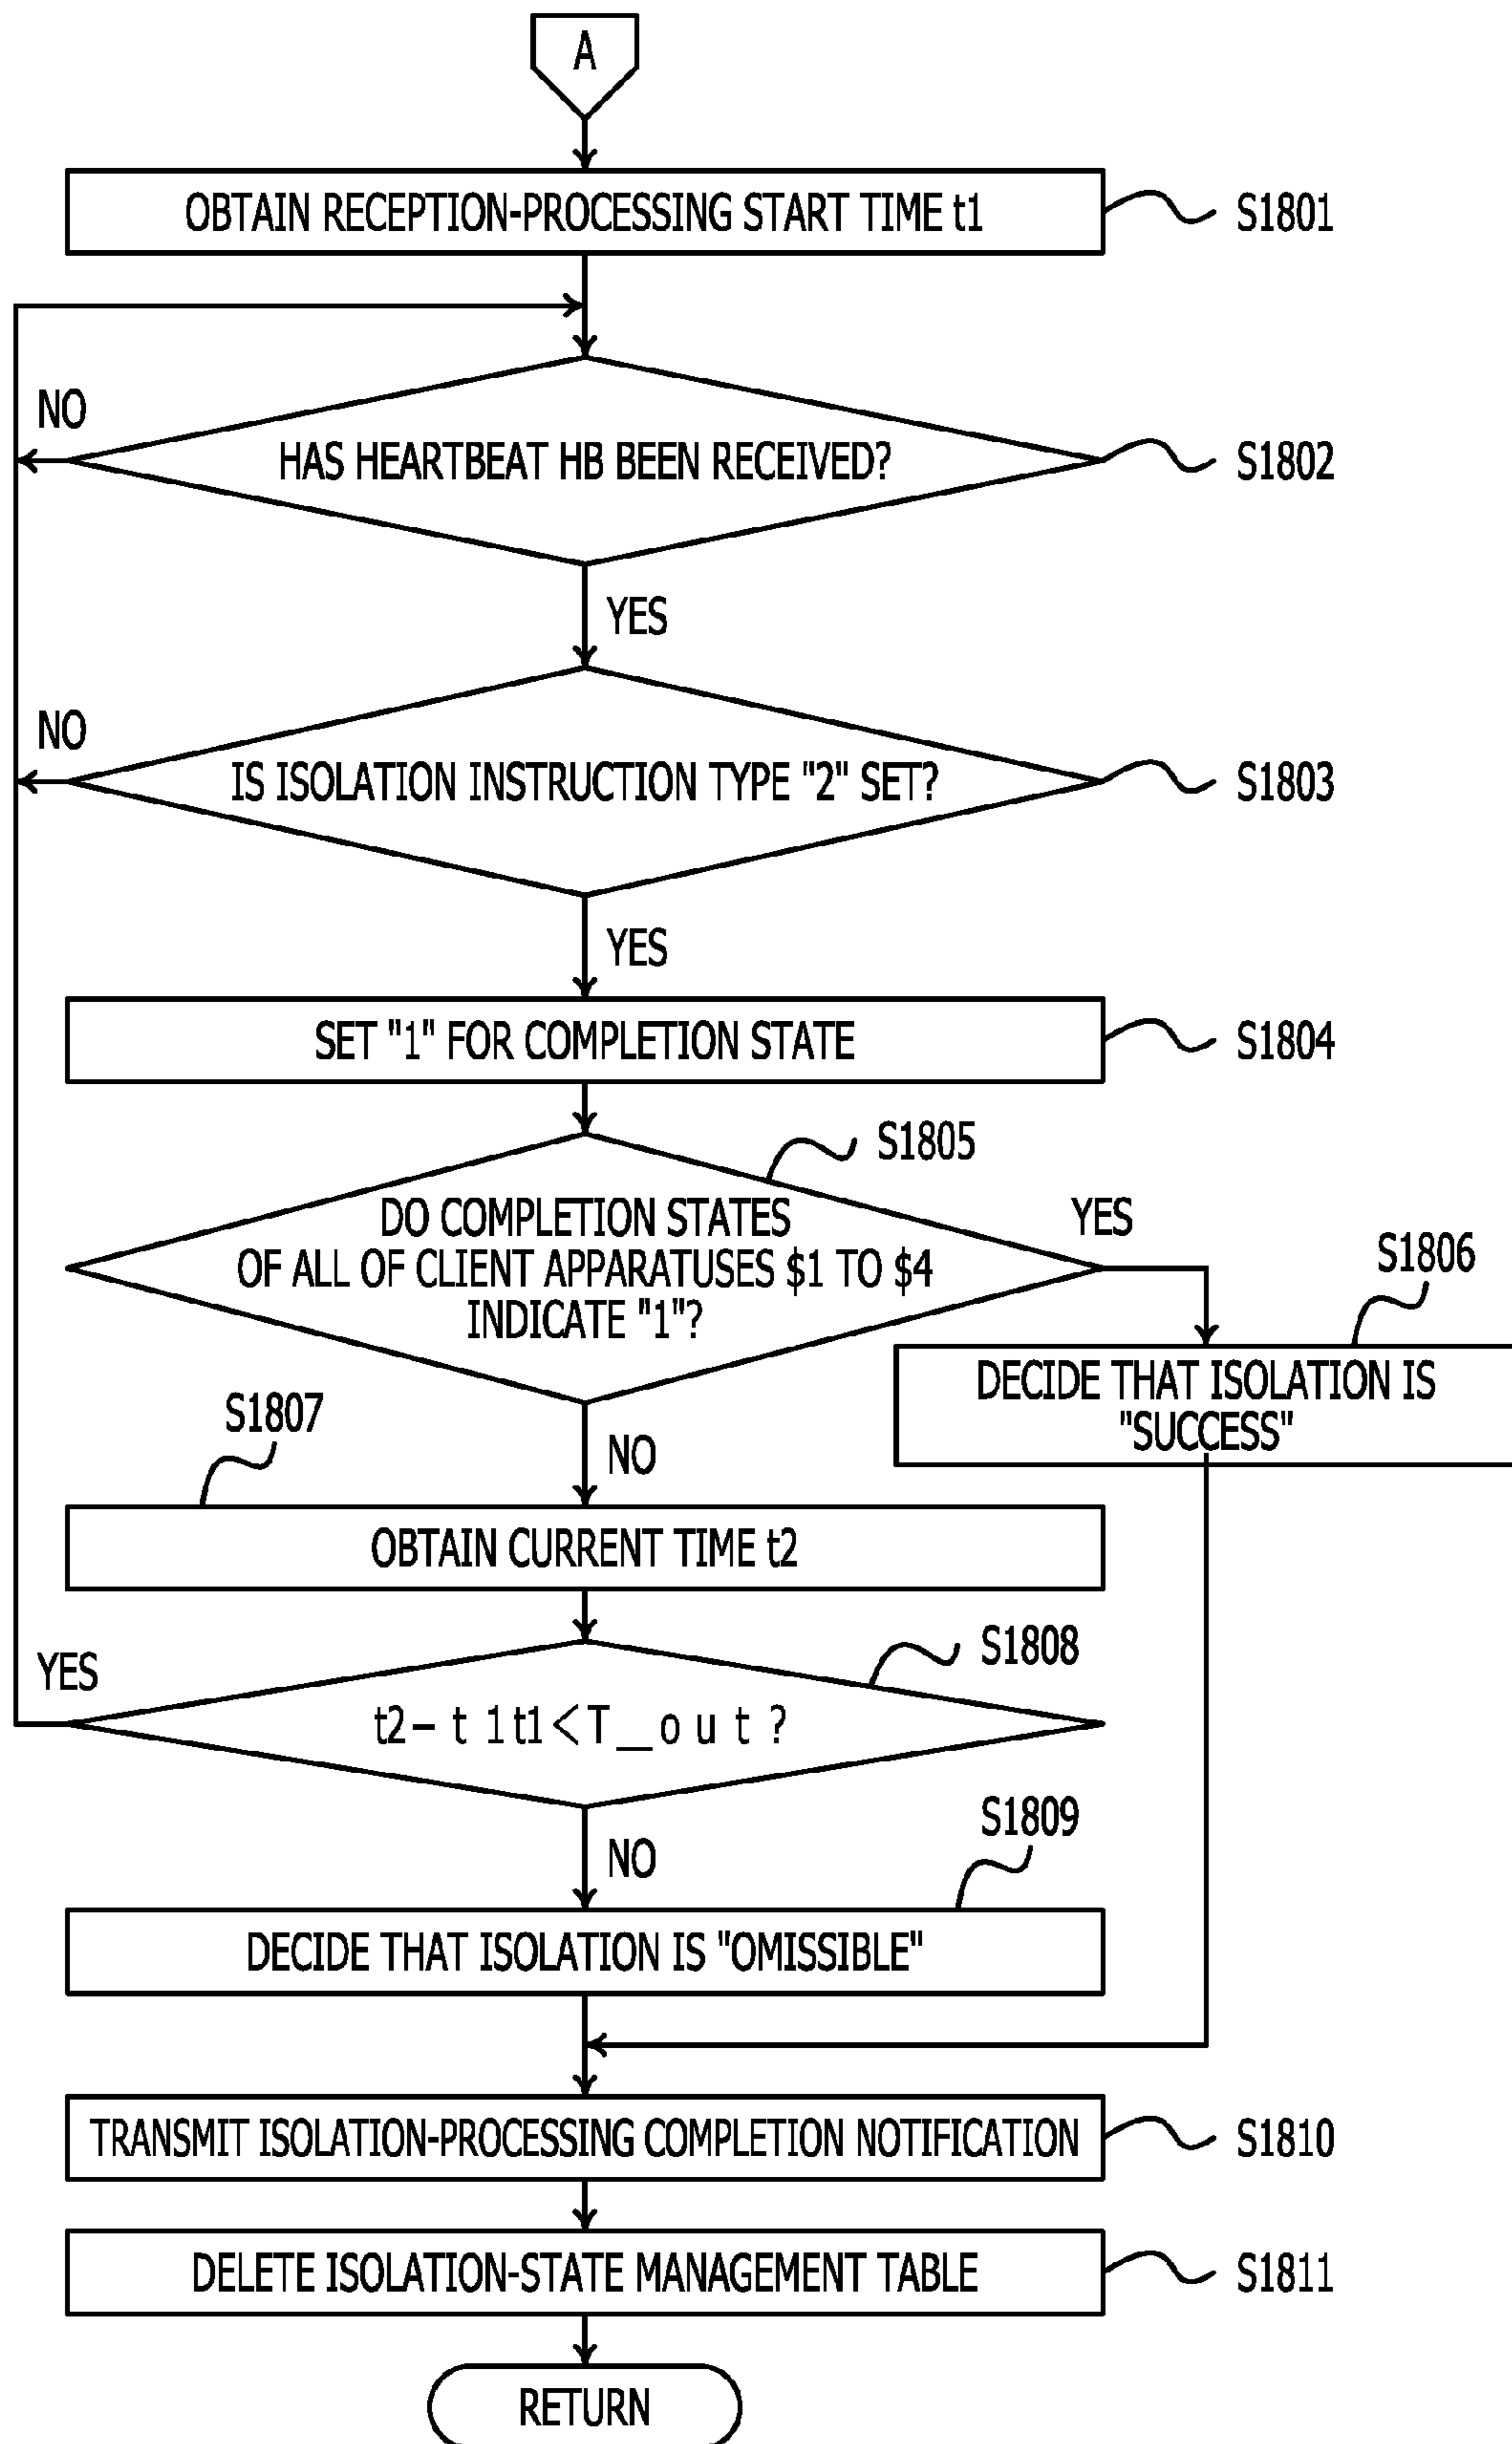 A
OBTAIN RECEPTION-PROCESSING START TIME t1
S1801
NO
HAS HEARTBEAT HB BEEN RECEIVED?
S1802
YES
NO
IS ISOLATION INSTRUCTION TYPE "2" SET?
S1803
YES
SET "1" FOR COMPLETION STATE
S1804
S1805
DO COMPLETION STATES
OF ALL OF CLIENT APPARATUSES $1 TO $4
INDICATE "1"?
YES
S1806
DECIDE THAT ISOLATION IS
"SUCCESS"
S1807
NO
OBTAIN CURRENT TIME t2
S1808
YES
t2− t 1t1<T__o u t ?
S1809
NO
DECIDE THAT ISOLATION IS "OMISSIBLE"
TRANSMIT ISOLATION-PROCESSING COMPLETION NOTIFICATION
S1810
DELETE ISOLATION-STATE MANAGEMENT TABLE
S1811
RETURN